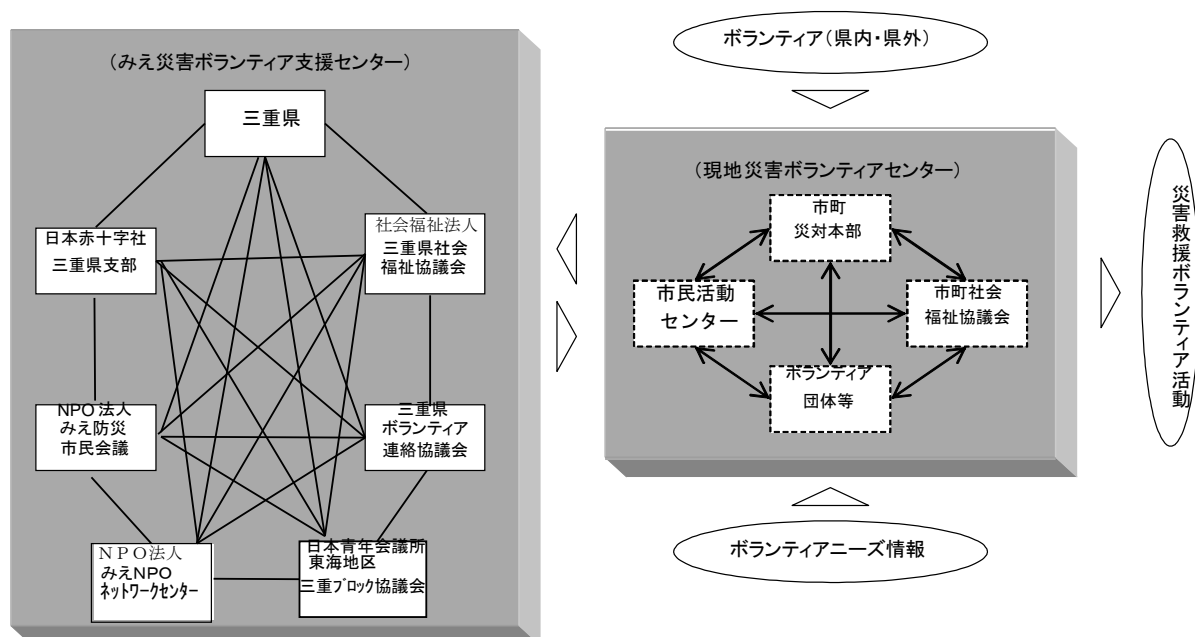 (みえ災害ボランティア支援センター)
三重県
日本赤十字社
三重県支部
社会福祉法人
三重県社会
福祉協議会
NPO法人
みえ防災
市民会議
三重県
ボランティア
連絡協議会
NPO法人
みえNPO
ネットワークセンター
日本青年会議所
東海地区
三重ブロック協議会
ボランティア(県内・県外)
(現地災害ボランティアセンター)
市町
災対本部
市民活動
センター
市町社会
福祉協議会
ボランティア
団体等
ボランティアニーズ情報
災害救援ボランティア活動